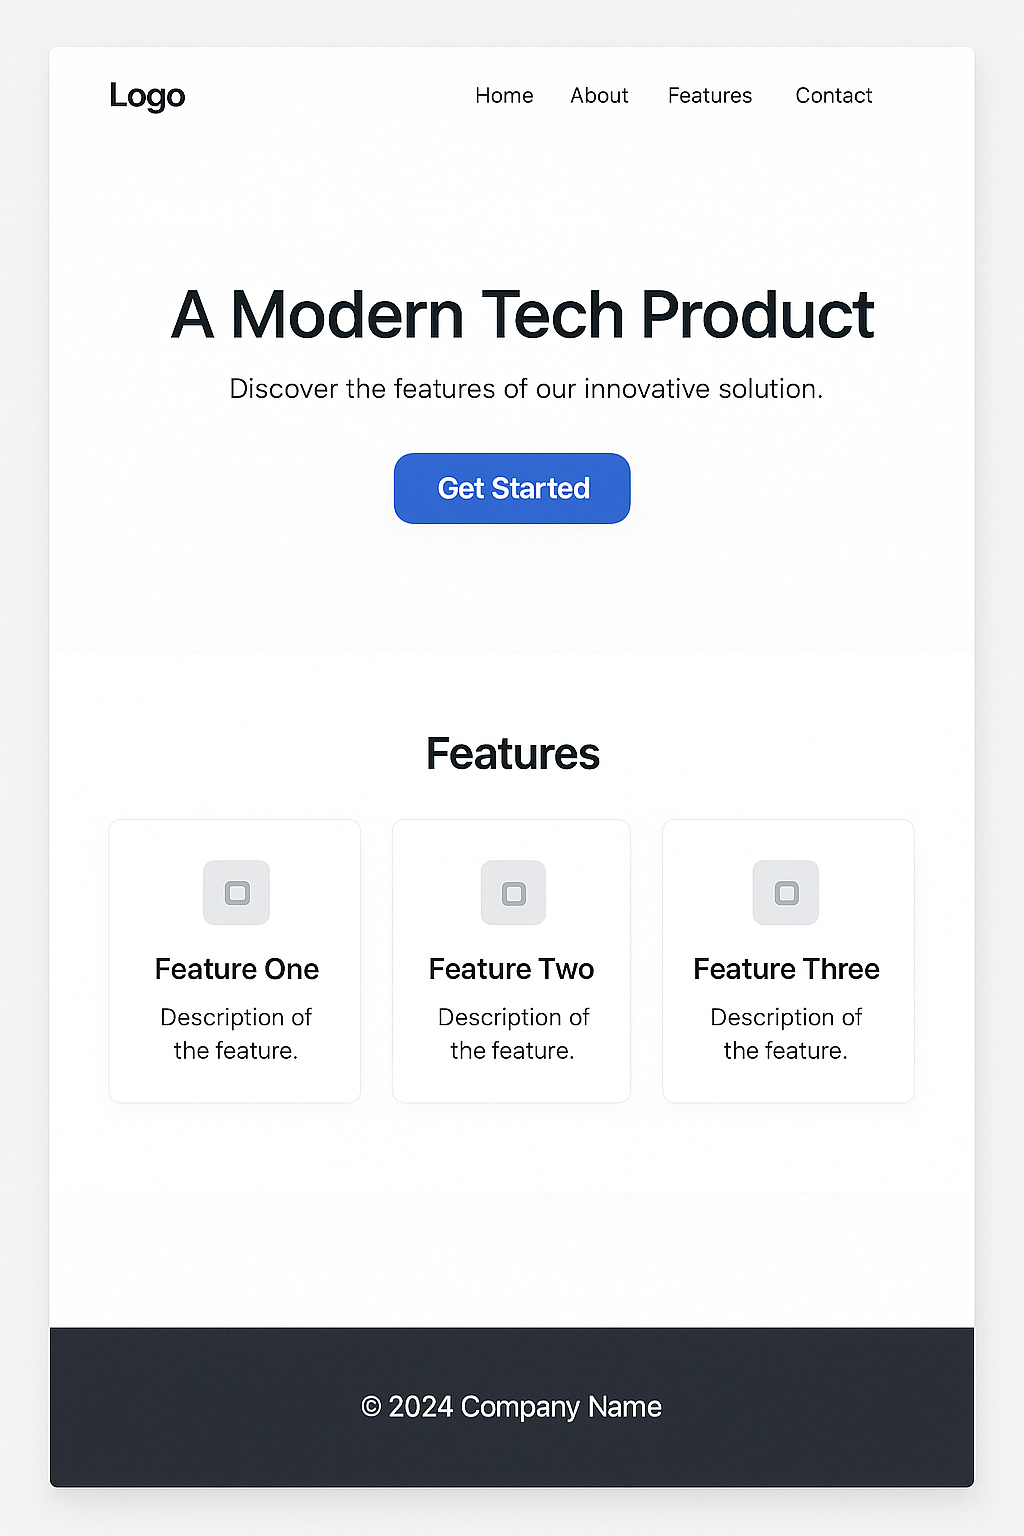 Logo
Home About Features Contact
A Modern Tech Product
Discover the features of our innovative solution.
Get Started
Features
Feature One
Description of
the feature.
Feature Two
Description of
the feature.
Feature Three
Description of
the feature.
© 2024 Company Name